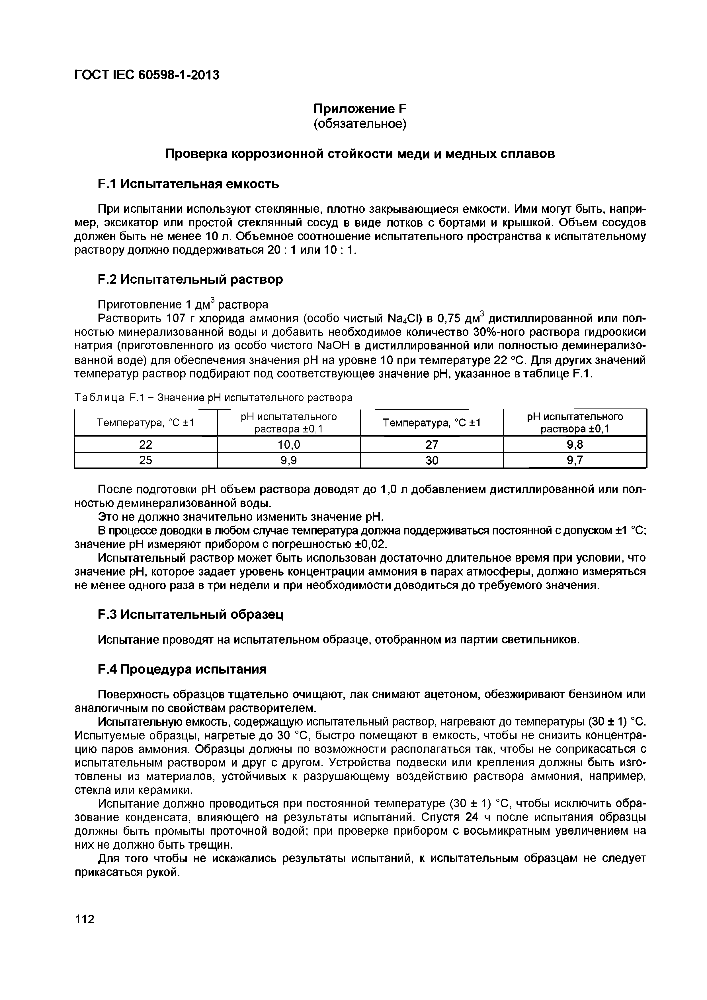 ГОСТ IEC 60598-1-2013
Приложение F
(обязательное)
Проверка коррозионной стойкости меди и медных сплавов
F.1 Испытательная емкость
При испытании используют стеклянные, плотно закрывающиеся емкости. Ими могут быть, напри-
мер, эксикатор или простой стеклянный сосуд в виде лотков с бортами и крышкой. Объем сосудов
должен быть не менее 10 л. Объемное соотношение испытательного пространства к испытательному
раствору должно поддерживаться 20 : 1 или 10 : 1.
F.2 Испытательный раствор
Приготовление 1 дм³ раствора
Растворить 107 г хлорида аммония (особо чистый Na₄Cl) в 0,75 дм³ дистиллированной или пол-
ностью минерализованной воды и добавить необходимое количество 30%-ного раствора гидроокиси
натрия (приготовленного из особо чистого NaOH в дистиллированной или полностью деминерализо-
ванной воде) для обеспечения значения pH на уровне 10 при температуре 22 °C. Для других значений
температур раствор подбирают под соответствующее значение pH, указанное в таблице F.1.
Таблица F.1 – Значение pH испытательного раствора
Температура, °C ±1
pH испытательного
раствора ±0,1
Температура, °C ±1
pH испытательного
раствора ±0,1
22 10,0 27 9,8
25 9,9 30 9,7
После подготовки pH объем раствора доводят до 1,0 л добавлением дистиллированной или пол-
ностью деминерализованной воды.
Это не должно значительно изменить значение pH.
В процессе доводки в любом случае температура должна поддерживаться постоянной с допуском ±1 °C;
значение pH измеряют прибором с погрешностью ±0,02.
Испытательный раствор может быть использован достаточно длительное время при условии, что
значение pH, которое задает уровень концентрации аммония в парах атмосферы, должно измеряться
не менее одного раза в три недели и при необходимости доводиться до требуемого значения.
F.3 Испытательный образец
Испытание проводят на испытательном образце, отобранном из партии светильников.
F.4 Процедура испытания
Поверхность образцов тщательно очищают, лак снимают ацетоном, обезжиривают бензином или
аналогичным по свойствам растворителем.
Испытательную емкость, содержащую испытательный раствор, нагревают до температуры (30 ± 1) °C.
Испытуемые образцы, нагретые до 30 °C, быстро помещают в емкость, чтобы не снизить концентра-
цию паров аммония. Образцы должны по возможности располагаться так, чтобы не соприкасаться с
испытательным раствором и друг с другом. Устройства подвески или крепления должны быть изго-
товлены из материалов, устойчивых к разрушающему воздействию раствора аммония, например,
стекла или керамики.
Испытание должно проводиться при постоянной температуре (30 ± 1) °C, чтобы исключить обра-
зование конденсата, влияющего на результаты испытаний. Спустя 24 ч после испытания образцы
должны быть промыты проточной водой; при проверке прибором с восьмикратным увеличением на
них не должно быть трещин.
Для того чтобы не искажались результаты испытаний, к испытательным образцам не следует
прикасаться рукой.
112